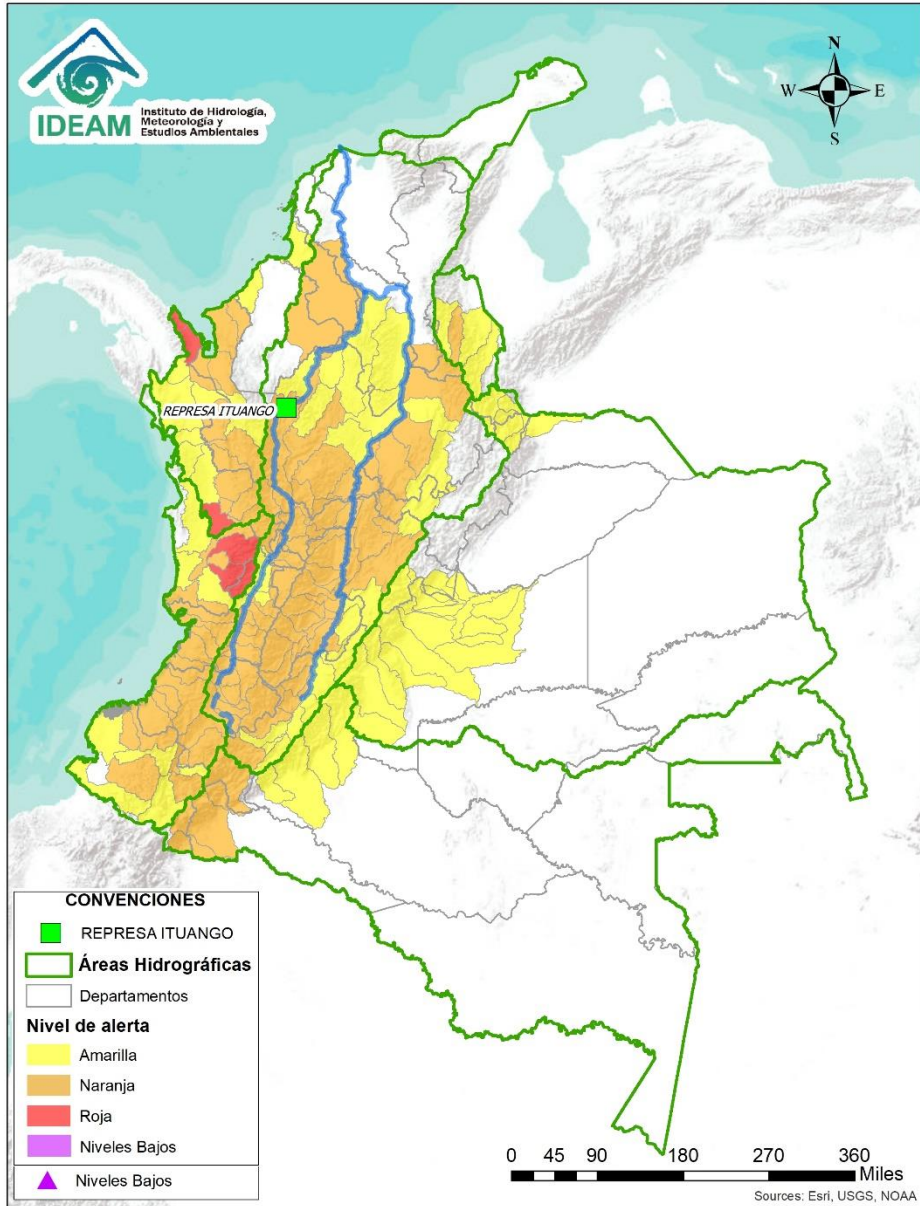 IDEAM
Instituto de Hidrología,
Meteorología y
Estudios Ambientales
N
W
E
S
REPRESA ITUANGO
CONVENCIONES
REPRESA ITUANGO
Áreas Hidrográficas
Departamentos
Nivel de alerta
Amarilla
Naranja
Roja
Niveles Bajos
Niveles Bajos
0 45 90 180 270 360
Miles
Sources: Esri, USGS, NOAA